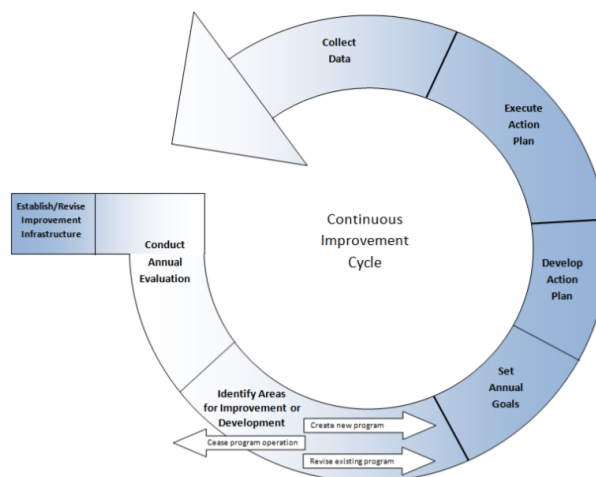 Collect
Data
Execute
Action
Plan
Establish/Revise
Improvement
Infrastructure
Continuous
Improvement
Cycle
Conduct
Annual
Evaluation
Develop
Action
Plan
Set
Annual
Goals
Identify Areas
for Improvement or
Development
Create new program
Cease program operation
Revise existing program